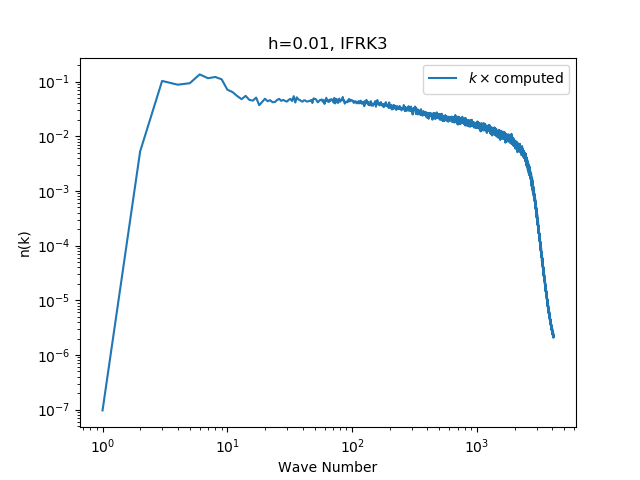 h=0.01, IFRK3
k × computed
n(k)
10⁻¹
10⁻²
10⁻³
10⁻⁴
10⁻⁵
10⁻⁶
10⁻⁷
10⁰ 10¹ 10² 10³
Wave Number